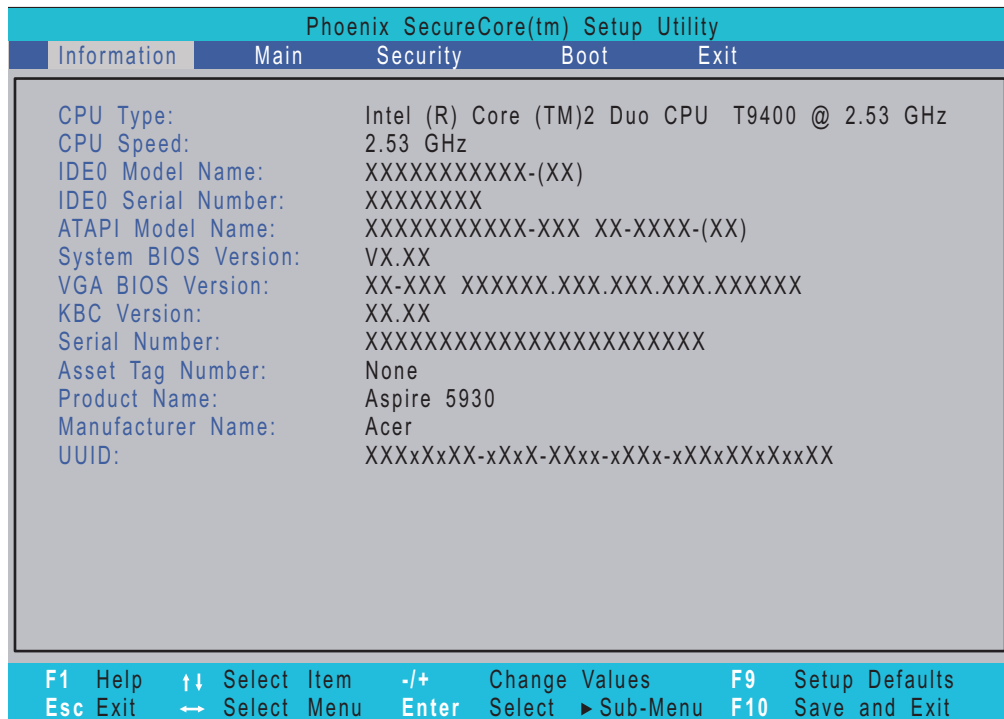 Phoenix SecureCore(tm) Setup Utility
Information Main Security Boot Exit
CPU Type: Intel (R) Core (TM)2 Duo CPU T9400 @ 2.53 GHz
CPU Speed: 2.53 GHz
IDE0 Model Name: XXXXXXXXXXX-(XX)
IDE0 Serial Number: XXXXXXXX
ATAPI Model Name: XXXXXXXXXXX-XXX XX-XXXX-(XX)
System BIOS Version: VX.XX
VGA BIOS Version: XX-XXX XXXXXX.XXX.XXX.XXX.XXXXXX
KBC Version: XX.XX
Serial Number: XXXXXXXXXXXXXXXXXXXXXXX
Asset Tag Number: None
Product Name: Aspire 5930
Manufacturer Name: Acer
UUID: XXXxXxXX-xXxX-XXxx-xXXx-xXXxXXxXxxXX
F1 Help ↑↓ Select Item -/+ Change Values F9 Setup Defaults
Esc Exit ↔ Select Menu Enter Select ▶Sub-Menu F10 Save and Exit